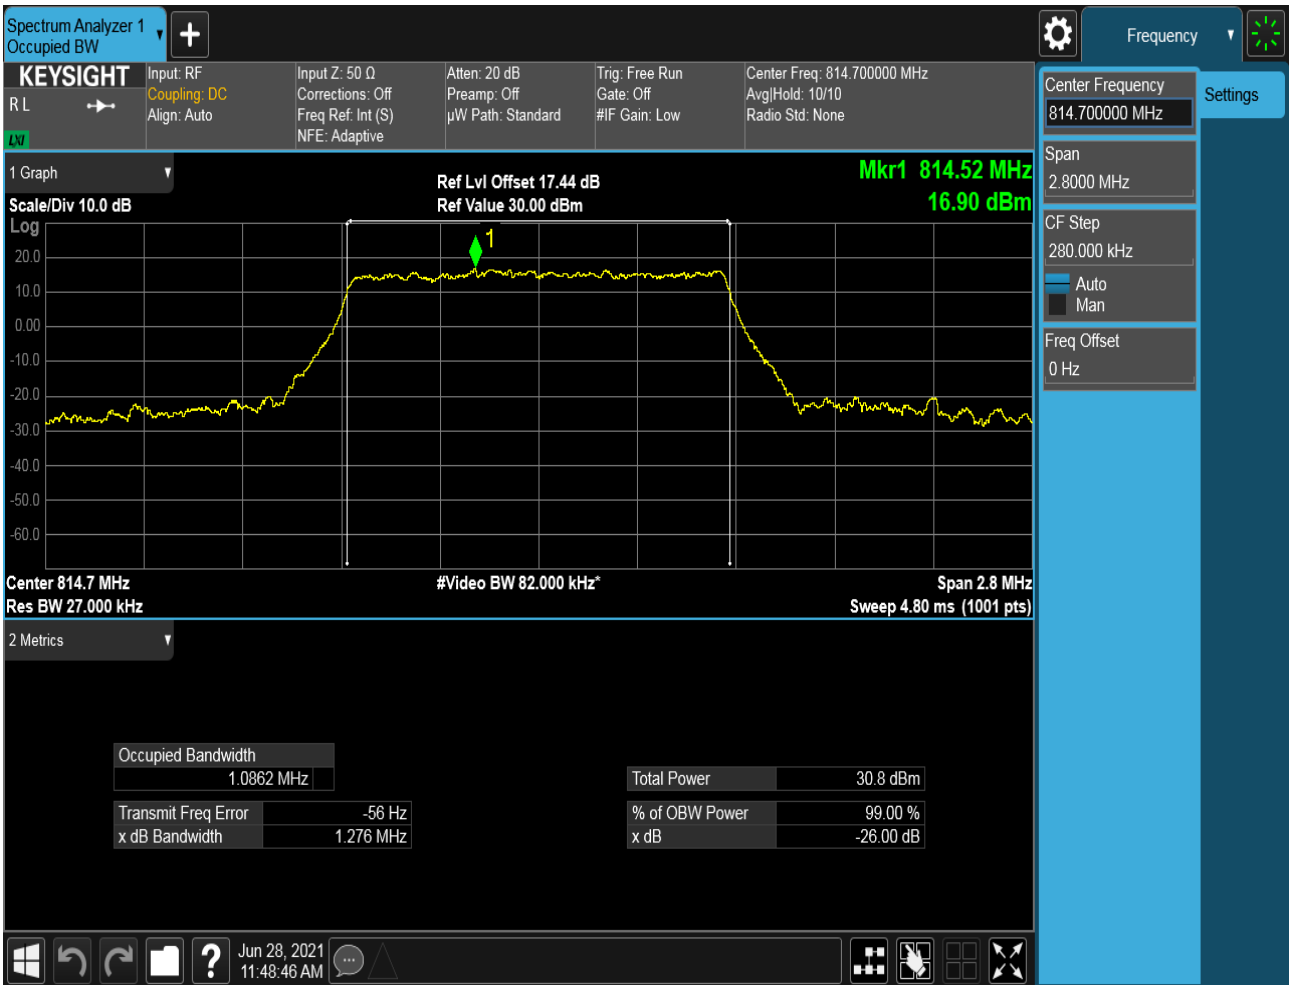 Spectrum Analyzer 1
Occupied BW
Frequency
KEYSIGHT
R L
LXI
Input: RF
Coupling: DC
Align: Auto
Input Z: 50 Ω
Corrections: Off
Freq Ref: Int (S)
NFE: Adaptive
Atten: 20 dB
Preamp: Off
µW Path: Standard
Trig: Free Run
Gate: Off
#IF Gain: Low
Center Freq: 814.700000 MHz
Avg|Hold: 10/10
Radio Std: None
Center Frequency
814.700000 MHz
Settings
Span
2.8000 MHz
CF Step
280.000 kHz
Auto
Man
Freq Offset
0 Hz
1 Graph
Scale/Div 10.0 dB
Ref Lvl Offset 17.44 dB
Ref Value 30.00 dBm
Mkr1 814.52 MHz
16.90 dBm
Log
1
20.0
10.0
0.00
-10.0
-20.0
-30.0
-40.0
-50.0
-60.0
Center 814.7 MHz
#Video BW 82.000 kHz*
Span 2.8 MHz
Res BW 27.000 kHz
Sweep 4.80 ms (1001 pts)
2 Metrics
Occupied Bandwidth
1.0862 MHz
Total Power 30.8 dBm
Transmit Freq Error -56 Hz
% of OBW Power 99.00 %
x dB Bandwidth 1.276 MHz
x dB -26.00 dB
?
Jun 28, 2021
11:48:46 AM